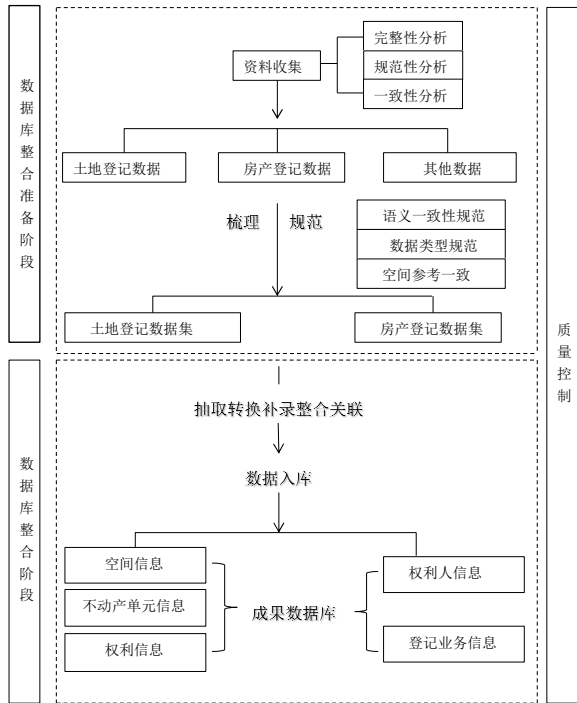 数据库整合准备阶段
资料收集
完整性分析
规范性分析
一致性分析
土地登记数据
房产登记数据
其他数据
梳理 规范
语义一致性规范
数据类型规范
空间参考一致
土地登记数据集
房产登记数据集
质量控制
数据库整合阶段
抽取转换补录整合关联
数据入库
空间信息
不动产单元信息
权利信息
成果数据库
权利人信息
登记业务信息